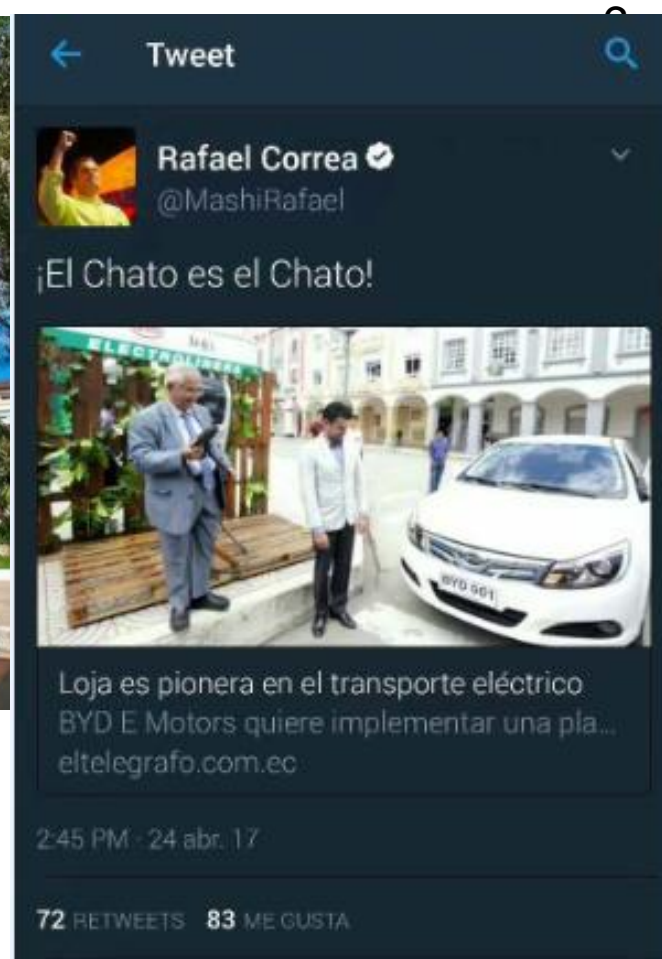 Tweet
Rafael Correa
@MashiRafael
¡El Chato es el Chato!
ELECTROLINERA
BYD 001
Loja es pionera en el transporte eléctrico
BYD E Motors quiere implementar una pla...
eltelegrafo.com.ec
2:45 PM · 24 abr. 17
72 RETWEETS 83 ME GUSTA